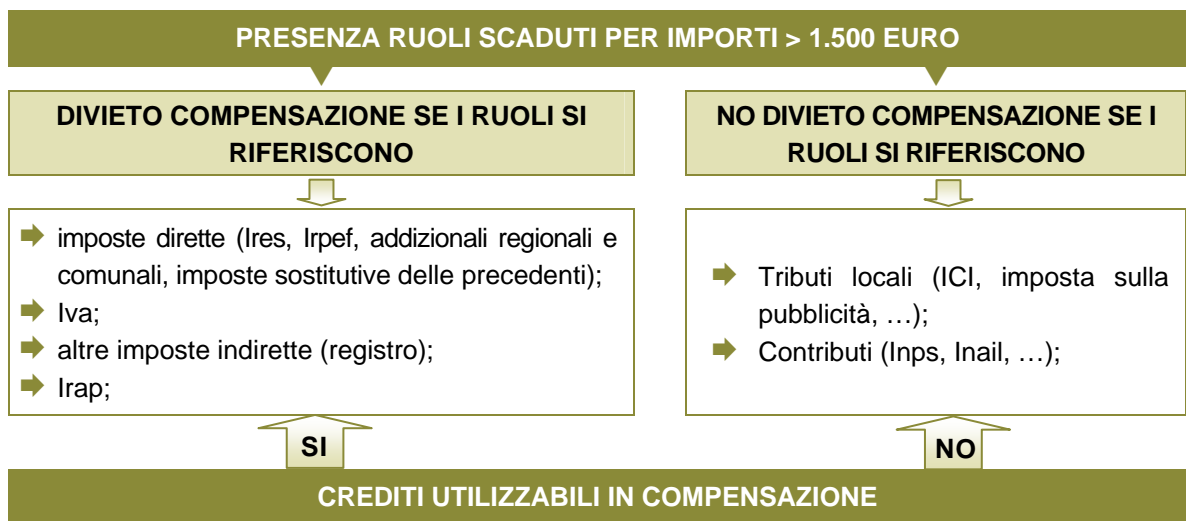 PRESENZA RUOLI SCADUTI PER IMPORTI > 1.500 EURO
DIVIETO COMPENSAZIONE SE I RUOLI SI
RIFERISCONO
imposte dirette (Ires, Irpef, addizionali regionali e
comunali, imposte sostitutive delle precedenti);
Iva;
altre imposte indirette (registro);
Irap;
SI
NO DIVIETO COMPENSAZIONE SE I
RUOLI SI RIFERISCONO
Tributi locali (ICI, imposta sulla
pubblicità, …);
Contributi (Inps, Inail, …);
NO
CREDITI UTILIZZABILI IN COMPENSAZIONE